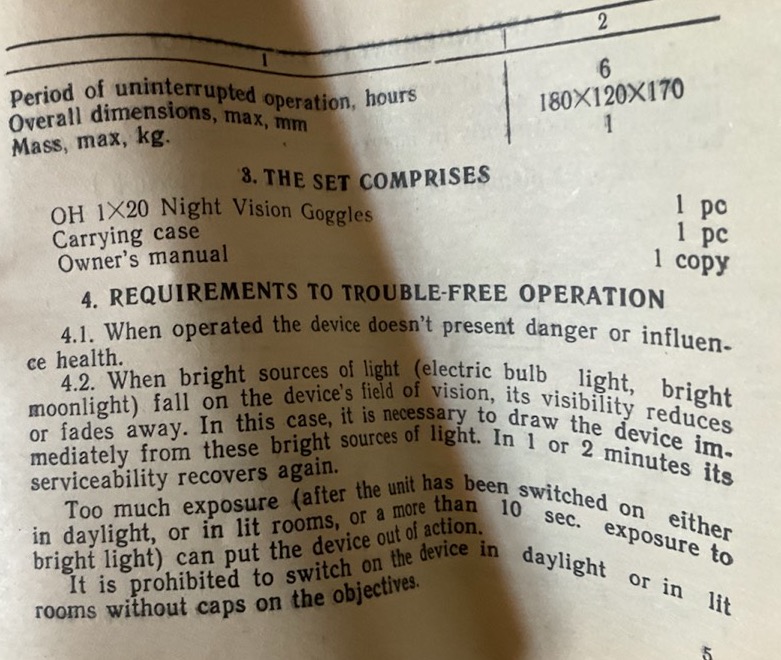 1 2
Period of uninterrupted operation, hours 6
Overall dimensions, max, mm 180×120×170
Mass, max, kg. 1
3. THE SET COMPRISES
OH 1×20 Night Vision Goggles 1 pc
Carrying case 1 pc
Owner's manual 1 copy
4. REQUIREMENTS TO TROUBLE-FREE OPERATION
4.1. When operated the device doesn't present danger or influen-
ce health.
4.2. When bright sources of light (electric bulb light, bright
moonlight) fall on the device's field of vision, its visibility reduces
or fades away. In this case, it is necessary to draw the device im-
mediately from these bright sources of light. In 1 or 2 minutes its
serviceability recovers again.
Too much exposure (after the unit has been switched on either
in daylight, or in lit rooms, or a more than 10 sec. exposure to
bright light) can put the device out of action.
It is prohibited to switch on the device in daylight or in lit
rooms without caps on the objectives.
5